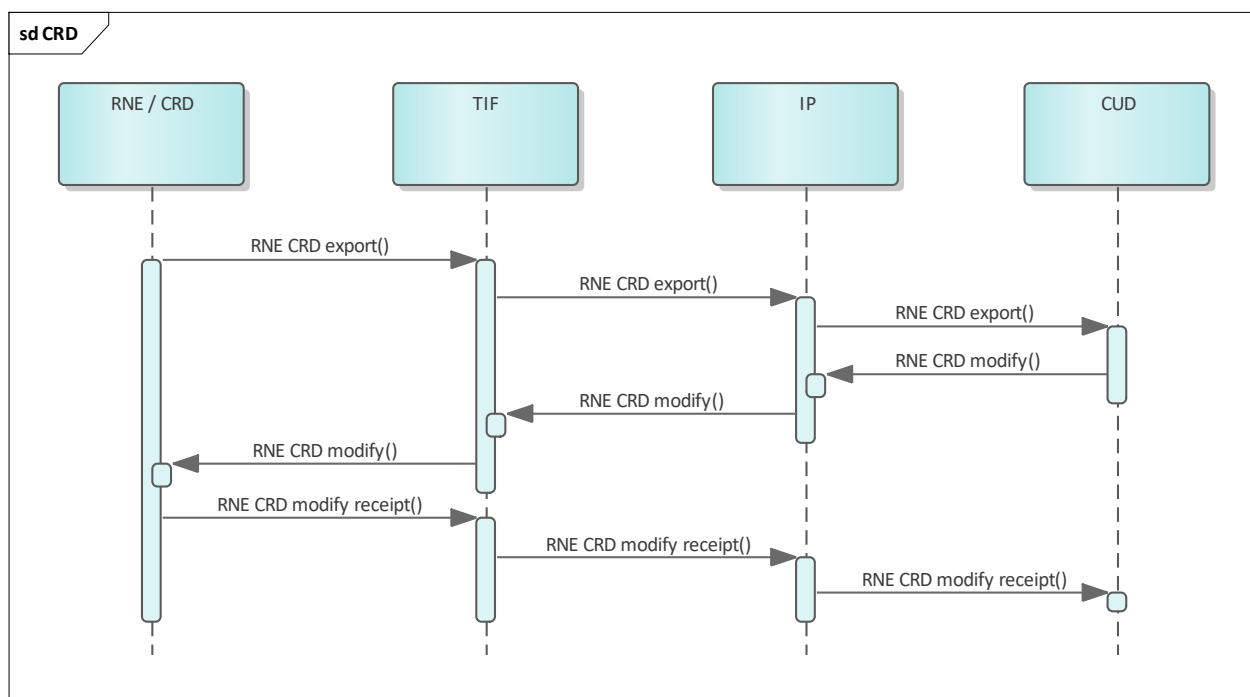 sd CRD
RNE / CRD
TIF
IP
CUD
RNE CRD export()
RNE CRD export()
RNE CRD export()
RNE CRD modify()
RNE CRD modify()
RNE CRD modify()
RNE CRD modify receipt()
RNE CRD modify receipt()
RNE CRD modify receipt()